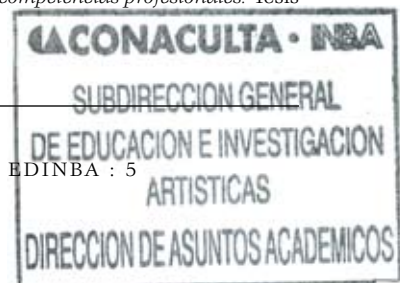 competencias profesionales. Tesis
CONACULTA • INBA
SUBDIRECCION GENERAL
DE EDUCACION E INVESTIGACION
EDINBA : 5
ARTISTICAS
DIRECCION DE ASUNTOS ACADEMICOS